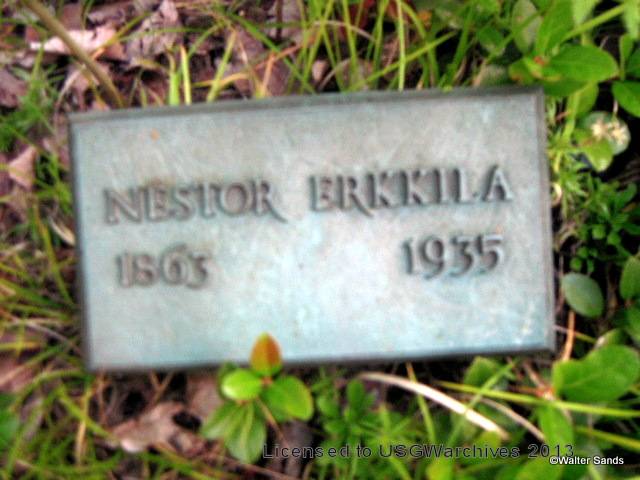 NESTOR ERKKILA
1863 1935
Licensed to USGWarchives 2013
©Walter Sands